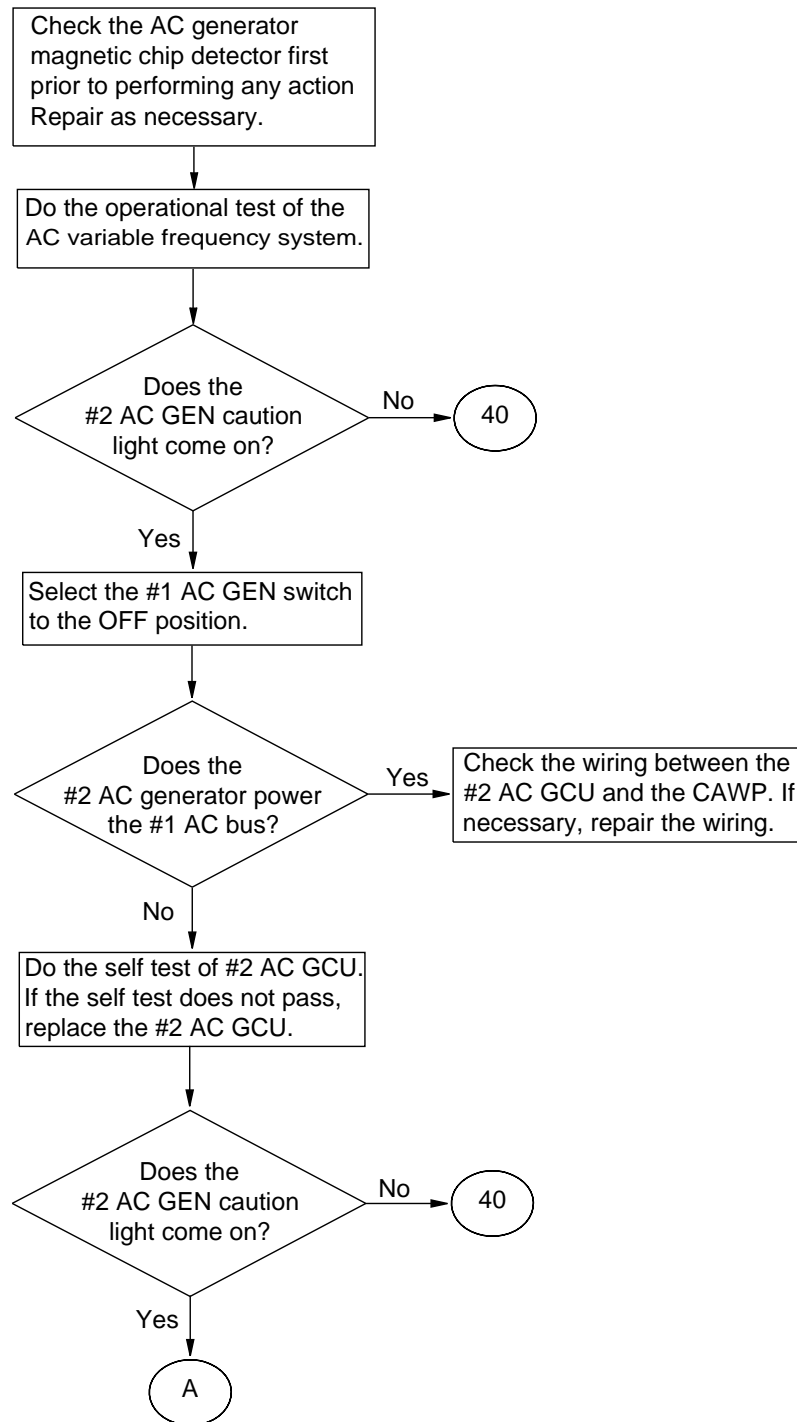 Check the AC generator
magnetic chip detector first
prior to performing any action
Repair as necessary.
Do the operational test of the
AC variable frequency system.
Does the
#2 AC GEN caution
light come on?
No
40
Yes
Select the #1 AC GEN switch
to the OFF position.
Does the
#2 AC generator power
the #1 AC bus?
Yes
Check the wiring between the
#2 AC GCU and the CAWP. If
necessary, repair the wiring.
No
Do the self test of #2 AC GCU.
If the self test does not pass,
replace the #2 AC GCU.
Does the
#2 AC GEN caution
light come on?
No
40
Yes
A